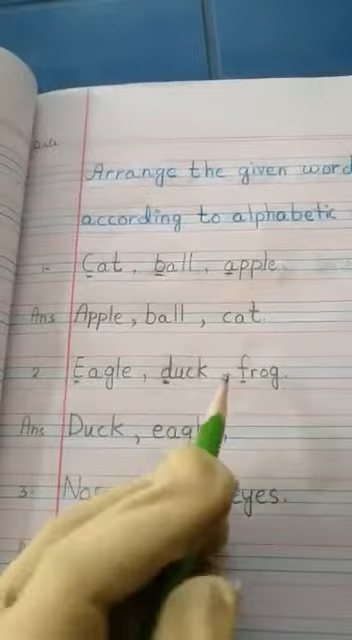 Date
Arrange the given word
according to alphabetic
1- Cat, ball, apple.
Ans Apple, ball, cat.
2 Eagle, duck, frog.
Ans Duck,
3- eyes.